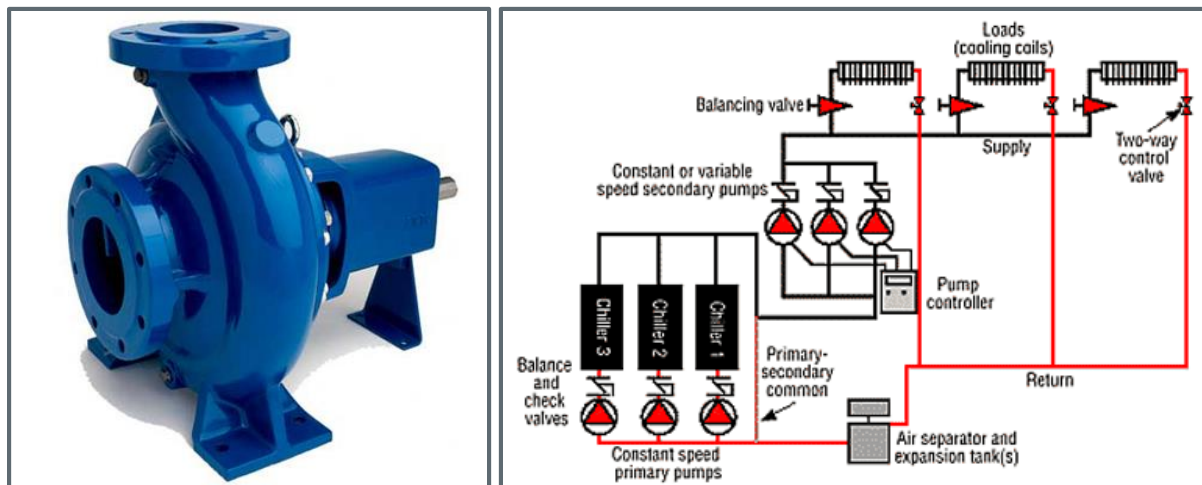 Loads
(cooling coils)
Balancing valve
Supply
Two-way
control
valve
Constant or variable
speed secondary pumps
Pump
controller
Chiller 3
Chiller 2
Chiller 1
Balance
and
check
valves
Primary-
secondary
common
Return
Constant speed
primary pumps
Air separator and
expansion tank(s)